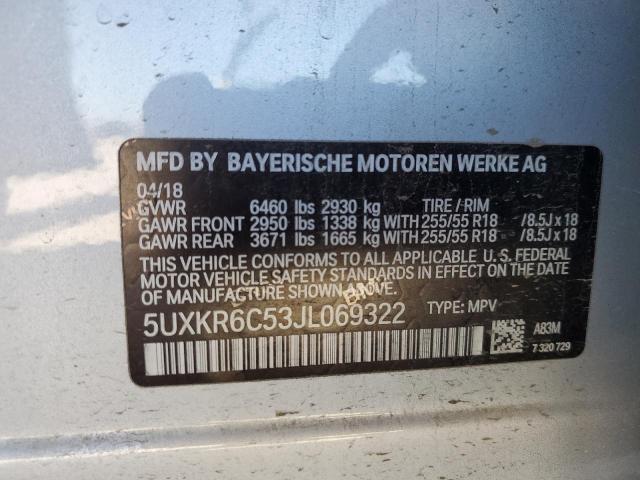 MFD BY BAYERISCHE MOTOREN WERKE AG
04/18
GVWR 6460 lbs 2930 kg TIRE / RIM
GAWR FRONT 2950 lbs 1338 kg WITH 255/55 R18 /8.5J x 18
GAWR REAR 3671 lbs 1665 kg WITH 255/55 R18 /8.5J x 18
THIS VEHICLE CONFORMS TO ALL APPLICABLE U. S. FEDERAL
MOTOR VEHICLE SAFETY STANDARDS IN EFFECT ON THE DATE
OF MANUFACTURE SHOWN ABOVE.
5UXKR6C53JL069322 TYPE: MPV
A83M
7 320 729